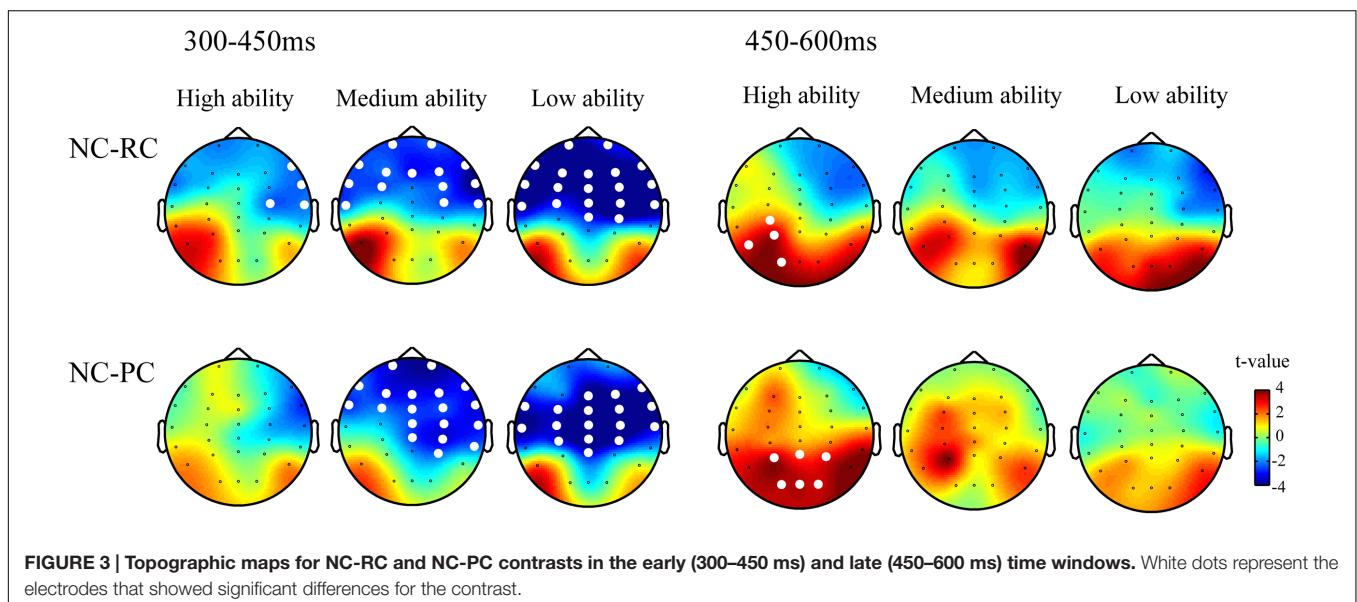 300-450ms
450-600ms
High ability
Medium ability
Low ability
High ability
Medium ability
Low ability
NC-RC
NC-PC
t-value
4
2
0
-2
-4
FIGURE 3 | Topographic maps for NC-RC and NC-PC contrasts in the early (300–450 ms) and late (450–600 ms) time windows. White dots represent the
electrodes that showed significant differences for the contrast.